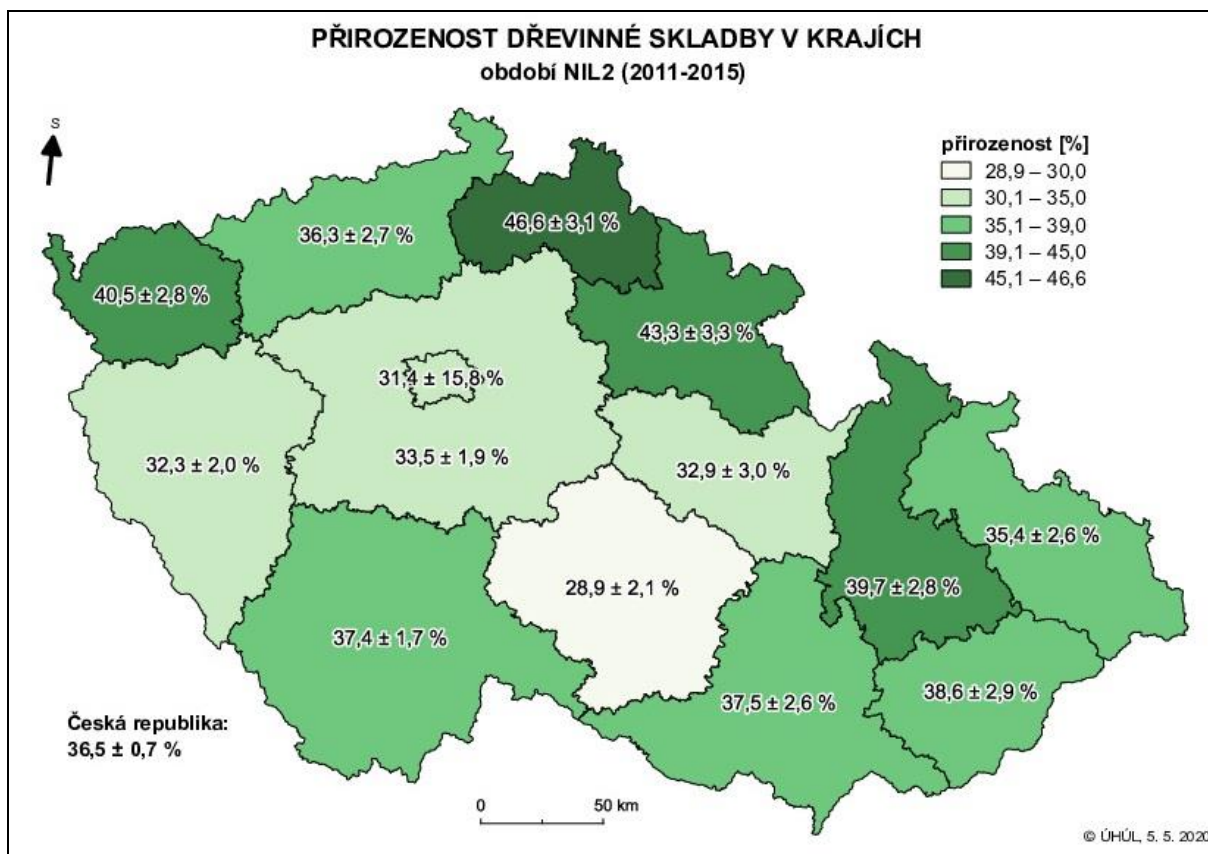 PŘIROZENOST DŘEVINNÉ SKLADBY V KRAJÍCH
období NIL2 (2011-2015)
S
přirozenost [%]
28,9 – 30,0
30,1 – 35,0
35,1 – 39,0
39,1 – 45,0
45,1 – 46,6
46,6 ± 3,1 %
36,3 ± 2,7 %
40,5 ± 2,8 %
43,3 ± 3,3 %
31,4 ± 15,8 %
33,5 ± 1,9 %
32,3 ± 2,0 %
32,9 ± 3,0 %
35,4 ± 2,6 %
28,9 ± 2,1 %
39,7 ± 2,8 %
37,4 ± 1,7 %
38,6 ± 2,9 %
37,5 ± 2,6 %
Česká republika:
36,5 ± 0,7 %
0 50 km
© ÚHÚL, 5. 5. 2020